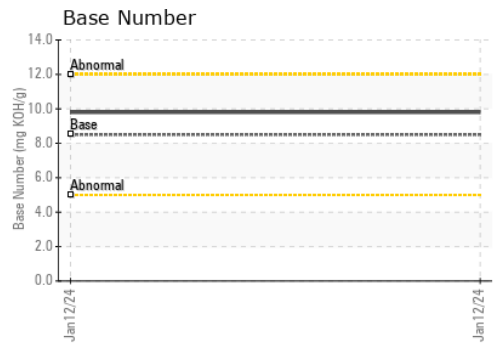 Base Number
14.0
Abnormal
12.0
10.0
Base
8.0
6.0
Abnormal
4.0
2.0
0.0
Base Number (mg KOH/g)
Jan12/24
Jan12/24